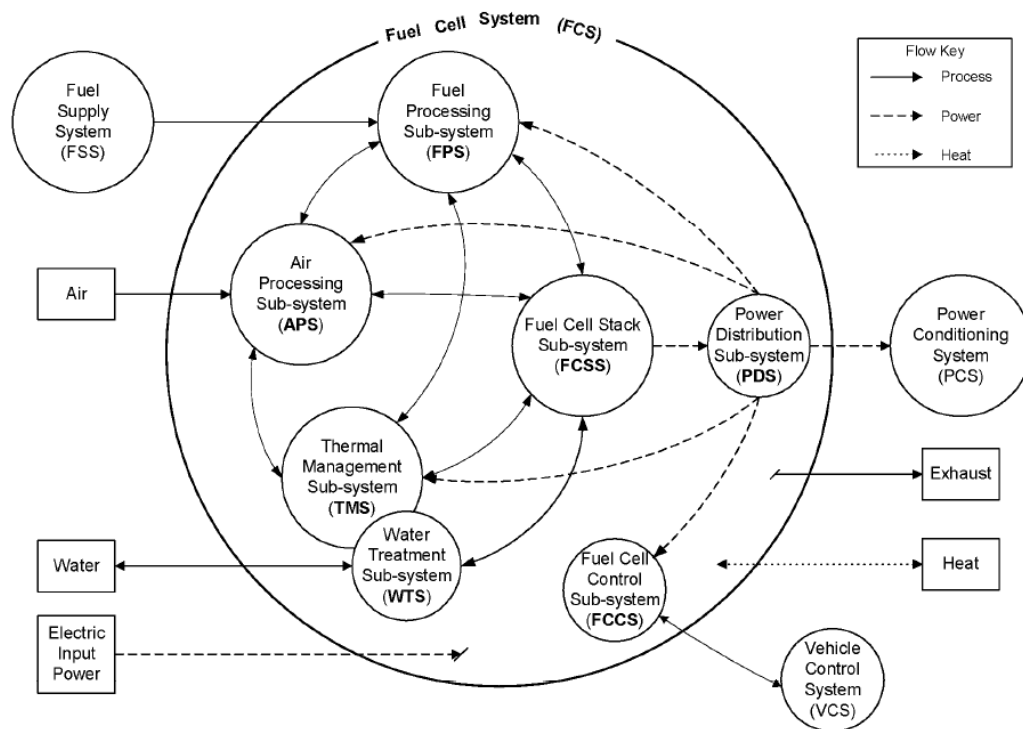 Fuel Cell System (FCS)
Fuel
Supply
System
(FSS)
Fuel
Processing
Sub-system
(FPS)
Flow Key
Process
Power
Heat
Air
Air
Processing
Sub-system
(APS)
Fuel Cell Stack
Sub-system
(FCSS)
Power
Distribution
Sub-system
(PDS)
Power
Conditioning
System
(PCS)
Thermal
Management
Sub-system
(TMS)
Exhaust
Water
Water
Treatment
Sub-system
(WTS)
Fuel Cell
Control
Sub-system
(FCCS)
Heat
Electric
Input
Power
Vehicle
Control
System
(VCS)